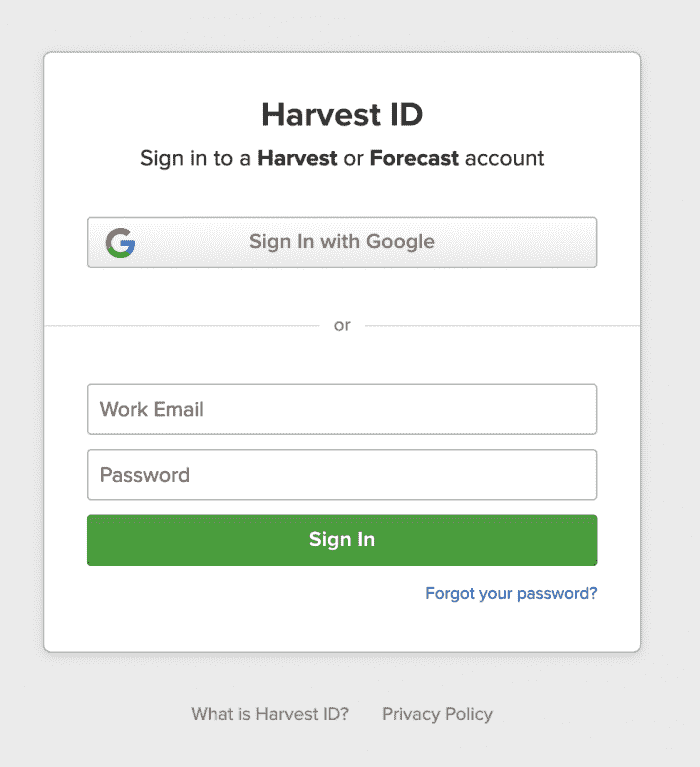 Harvest ID
Sign in to a Harvest or Forecast account
Sign In with Google
or
Work Email
Password
Sign In
Forgot your password?
What is Harvest ID? Privacy Policy